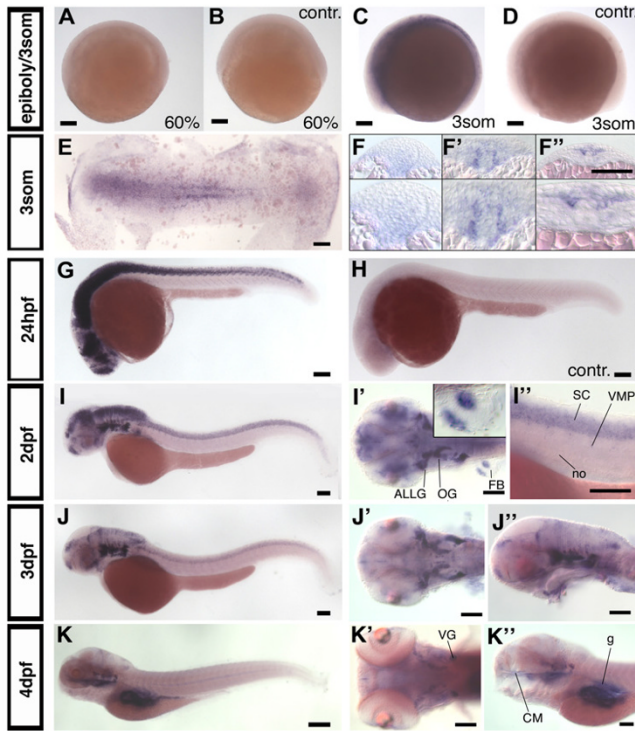 epiboly/3som
A
60%
B
contr.
60%
C
3som
D
contr.
3som
3som
E
F
F'
F''
24hpf
G
H
contr.
2dpf
I
I'
ALLG
OG
FB
I''
SC
VMP
no
3dpf
J
J'
J''
4dpf
K
K'
VG
K''
g
CM